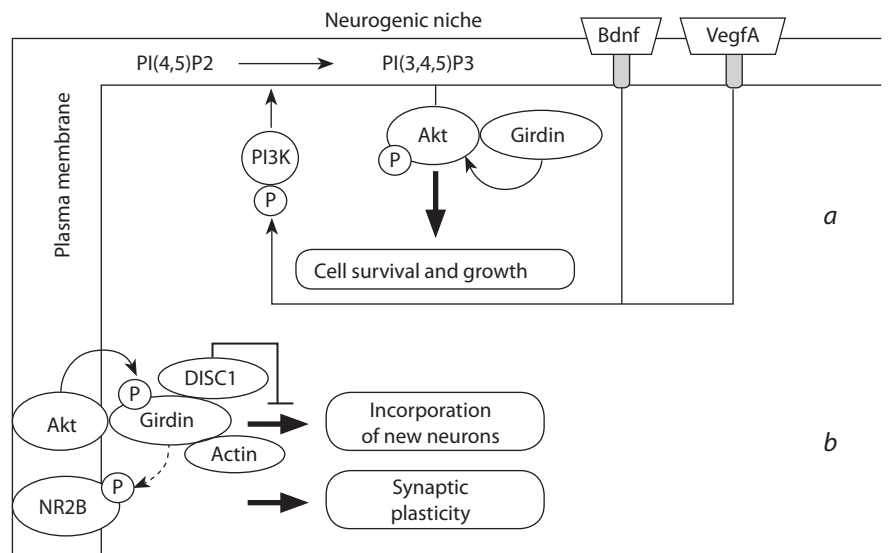 Neurogenic niche
Bdnf
VegfA
PI(4,5)P2
PI(3,4,5)P3
Plasma membrane
Akt
Girdin
P
PI3K
P
a
Cell survival and growth
DISC1
P
Akt
Girdin
Incorporation
of new neurons
b
Actin
P
NR2B
Synaptic
plasticity